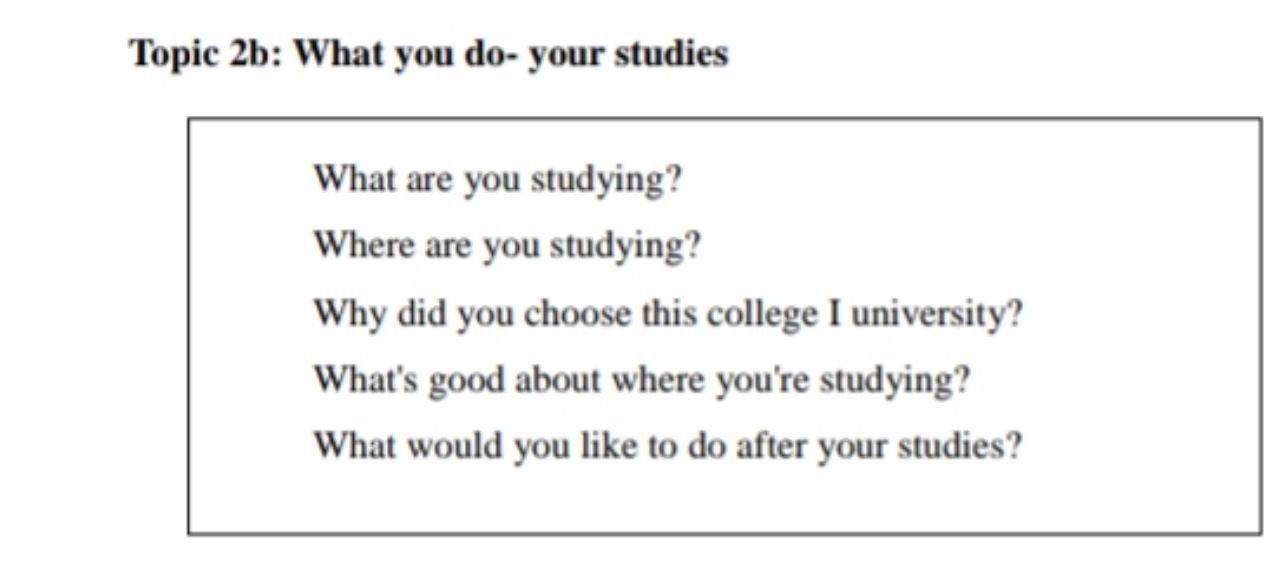 Topic 2b: What you do- your studies
What are you studying?
Where are you studying?
Why did you choose this college I university?
What's good about where you're studying?
What would you like to do after your studies?